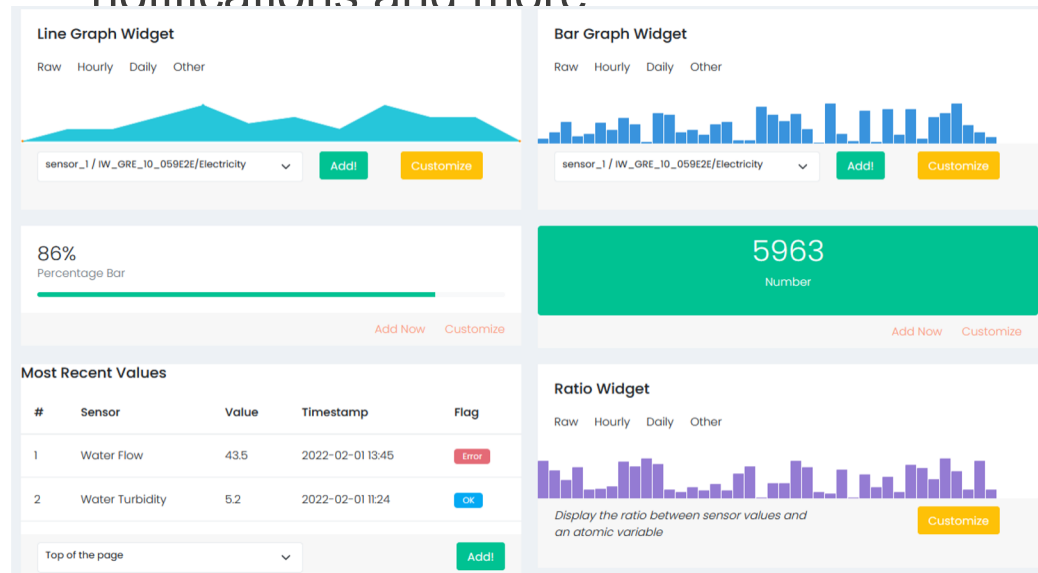 notifications and more
Line Graph Widget
Raw Hourly Daily Other
sensor_1 / IW_GRE_10_059E2E/Electricity
Add!
Customize
Bar Graph Widget
Raw Hourly Daily Other
sensor_1 / IW_GRE_10_059E2E/Electricity
Add!
Customize
86%
Percentage Bar
Add Now Customize
5963
Number
Add Now Customize
Most Recent Values
# Sensor Value Timestamp Flag
1 Water Flow 43.5 2022-02-01 13:45 Error
2 Water Turbidity 5.2 2022-02-01 11:24 OK
Top of the page
Add!
Ratio Widget
Raw Hourly Daily Other
Display the ratio between sensor values and
an atomic variable
Customize